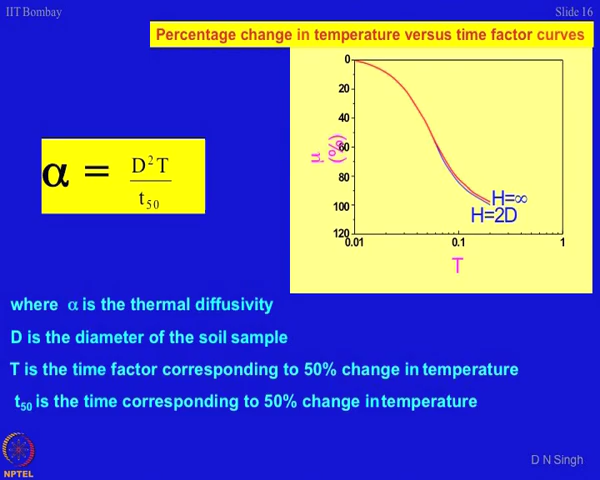 IIT Bombay
Slide 16
Percentage change in temperature versus time factor curves
α = D²T / t₅₀
0
20
40
60
80
100
120
μ (%)
H=∞
H=2D
0.01
0.1
1
T
where α is the thermal diffusivity
D is the diameter of the soil sample
T is the time factor corresponding to 50% change in temperature
t₅₀ is the time corresponding to 50% change in temperature
D N Singh
NPTEL